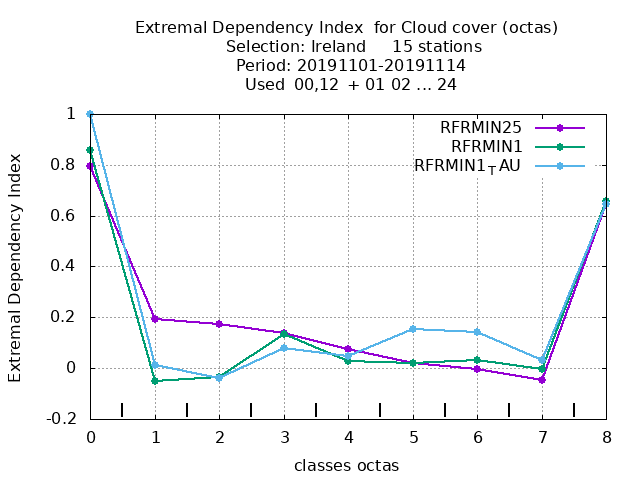 Extremal Dependency Index for Cloud cover (octas)
Selection: Ireland 15 stations
Period: 20191101-20191114
Used 00,12 + 01 02 ... 24
RFRMIN25
RFRMIN1
RFRMIN1TAU
Extremal Dependency Index
1
0.8
0.6
0.4
0.2
0
-0.2
0 1 2 3 4 5 6 7 8
classes octas